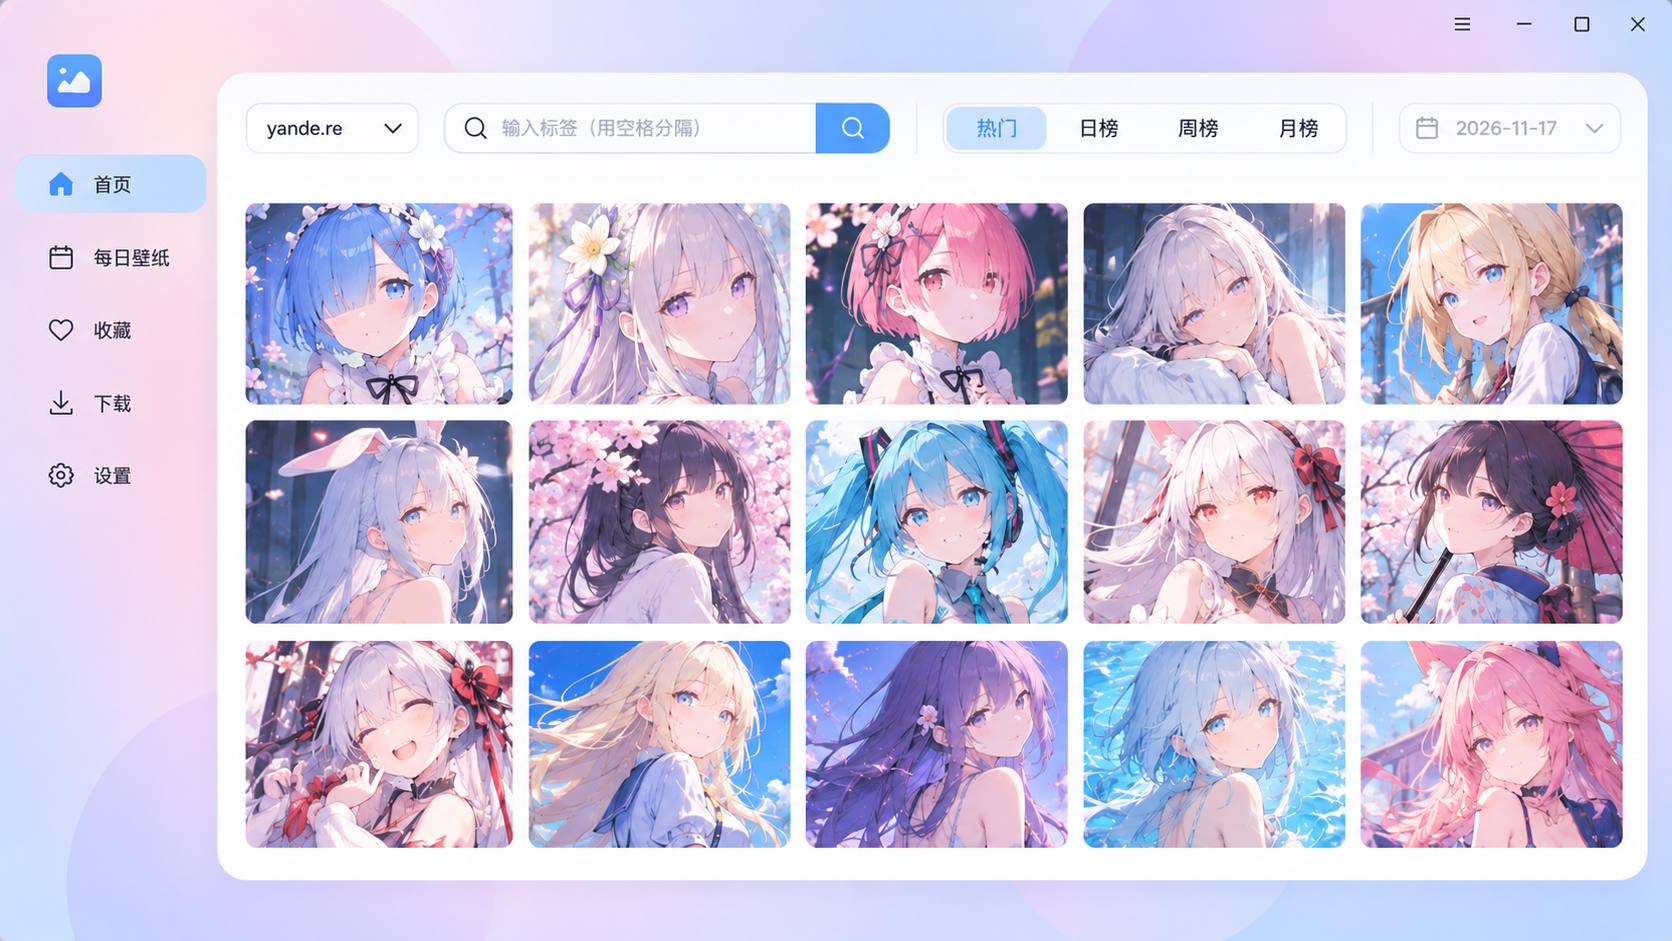 yande.re
输入标签（用空格分隔）
热门
日榜
周榜
月榜
2026-11-17
首页
每日壁纸
收藏
下载
设置